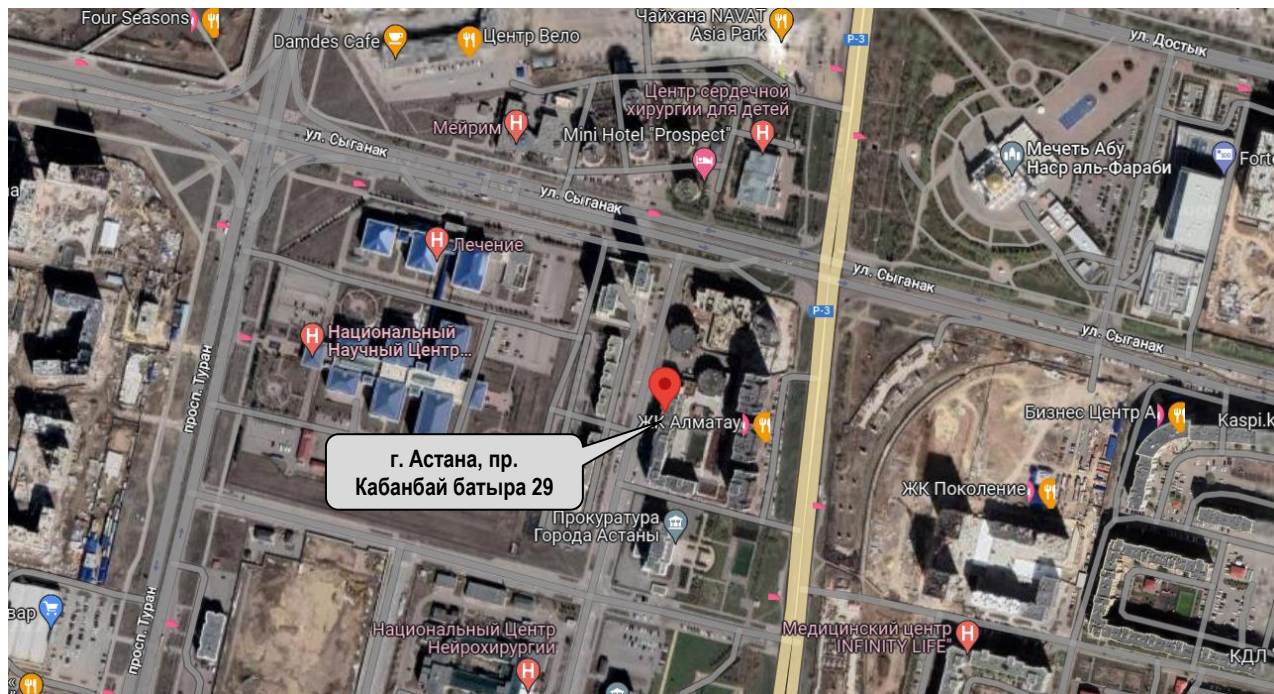 Four Seasons
Damdes Cafe
Центр Вело
Чайхана NAVAT
Asia Park
Р-3
ул. Достык
Центр сердечной
хирургии для детей
Мейрим
Mini Hotel "Prospect"
ул. Сыганак
Мечеть Абу
Наср аль-Фараби
Forte
ул. Сыганак
Лечение
ул. Сыганак
Р-3
ул. Сыганак
Национальный
Научный Центр...
просп. Туран
ЖК Алматау
Бизнес Центр А
Kaspi.k
г. Астана, пр.
Кабанбай батыра 29
ЖК Поколение
Прокуратура
Города Астаны
вар
просп. Туран
Национальный Центр
Нейрохирургии
Медицинский центр
"INFINITY LIFE"
КДЛ